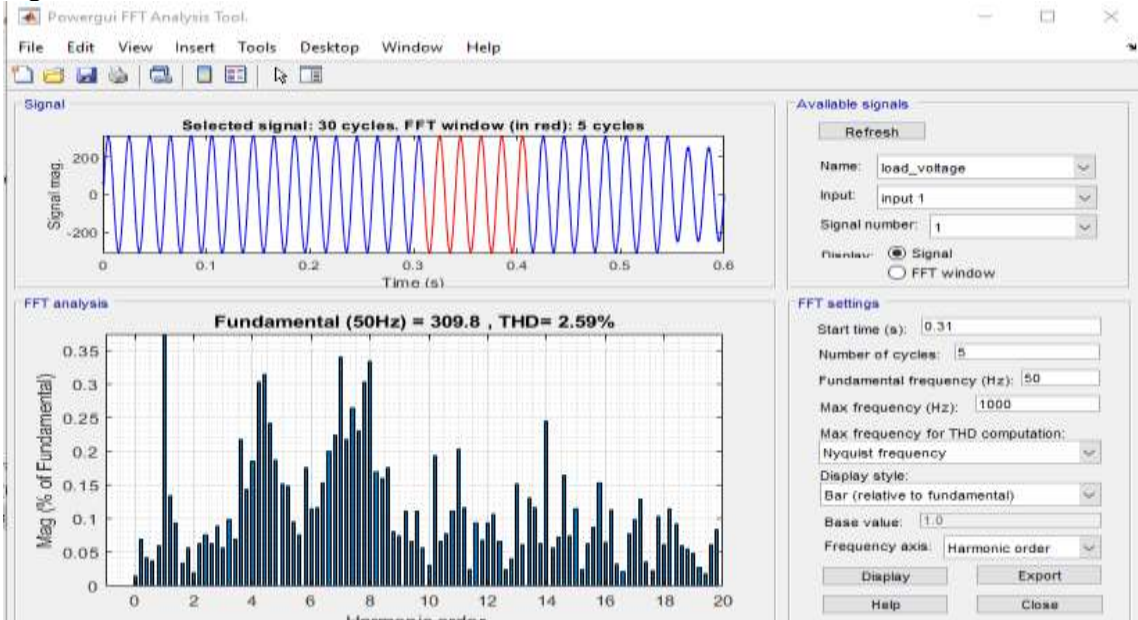 Powergui FFT Analysis Tool.
File Edit View Insert Tools Desktop Window Help
Signal
Selected signal: 30 cycles. FFT window (in red): 5 cycles
200
0
-200
Signal mag.
0 0.1 0.2 0.3 0.4 0.5 0.6
Time (s)
FFT analysis
Fundamental (50Hz) = 309.8 , THD= 2.59%
0.35
0.3
0.25
0.2
0.15
0.1
0.05
0
Mag (% of Fundamental)
0 2 4 6 8 10 12 14 16 18 20
Harmonic order
Available signals
Refresh
Name: load_voltage
Input: input 1
Signal number: 1
Display: Signal
FFT window
FFT settings
Start time (s): 0.31
Number of cycles: 5
Fundamental frequency (Hz): 50
Max frequency (Hz): 1000
Max frequency for THD computation:
Nyquist frequency
Display style:
Bar (relative to fundamental)
Base value: 1.0
Frequency axis: Harmonic order
Display Export
Help Close